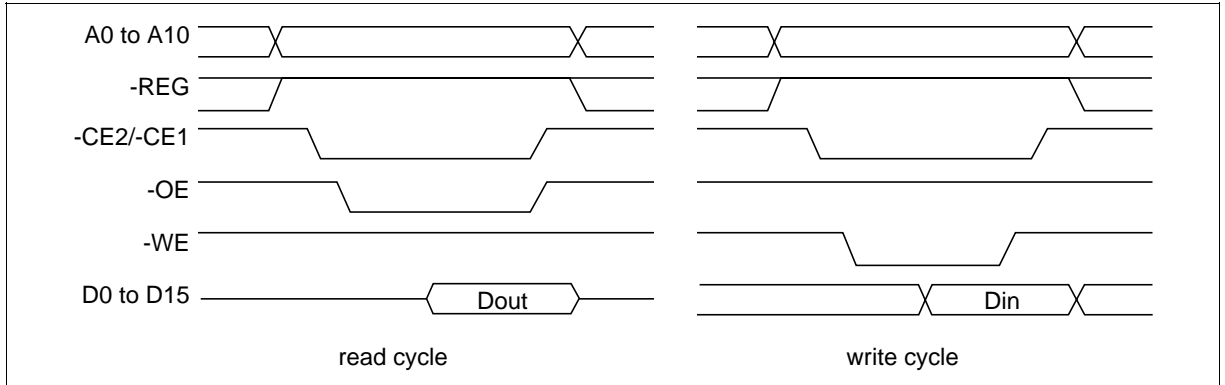 A0 to A10
-REG
-CE2/-CE1
-OE
-WE
D0 to D15
Dout
Din
read cycle
write cycle